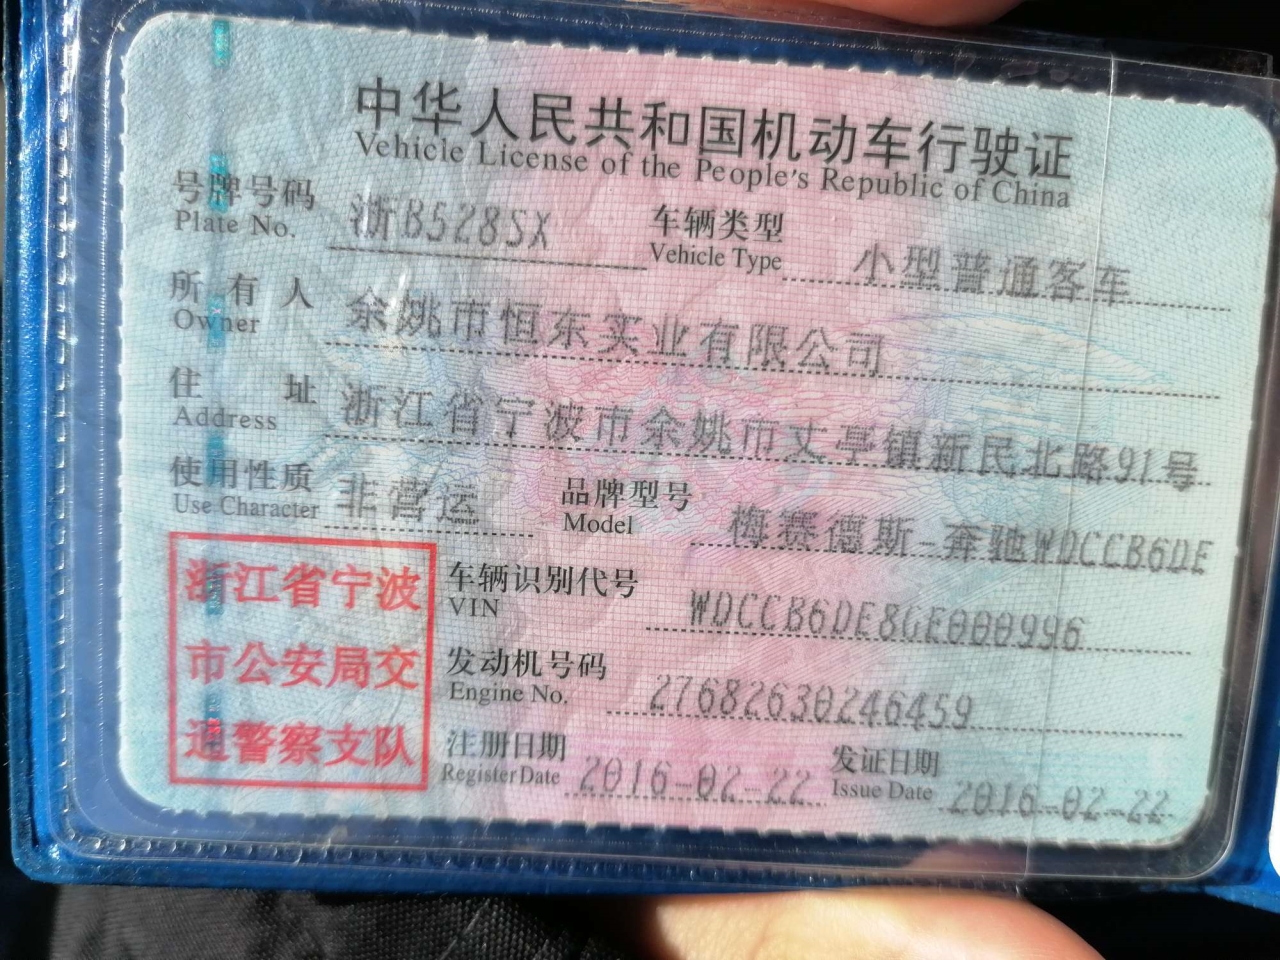 中华人民共和国机动车行驶证
Vehicle License of the People's Republic of China
号牌号码 浙B528SX 车辆类型 小型普通客车
Plate No. Vehicle Type
所有人 余姚市恒东实业有限公司
Owner
住址 浙江省宁波市余姚市丈亭镇新民北路91号
Address
使用性质 非营运 品牌型号 梅赛德斯-奔驰WDCCB6DE
Use Character Model
浙江省宁波
市公安局交
通警察支队
车辆识别代号 WDCCB6DE8GE000996
VIN
发动机号码 27682630246459
Engine No.
注册日期 2016-02-22 发证日期 2016-02-22
Register Date Issue Date